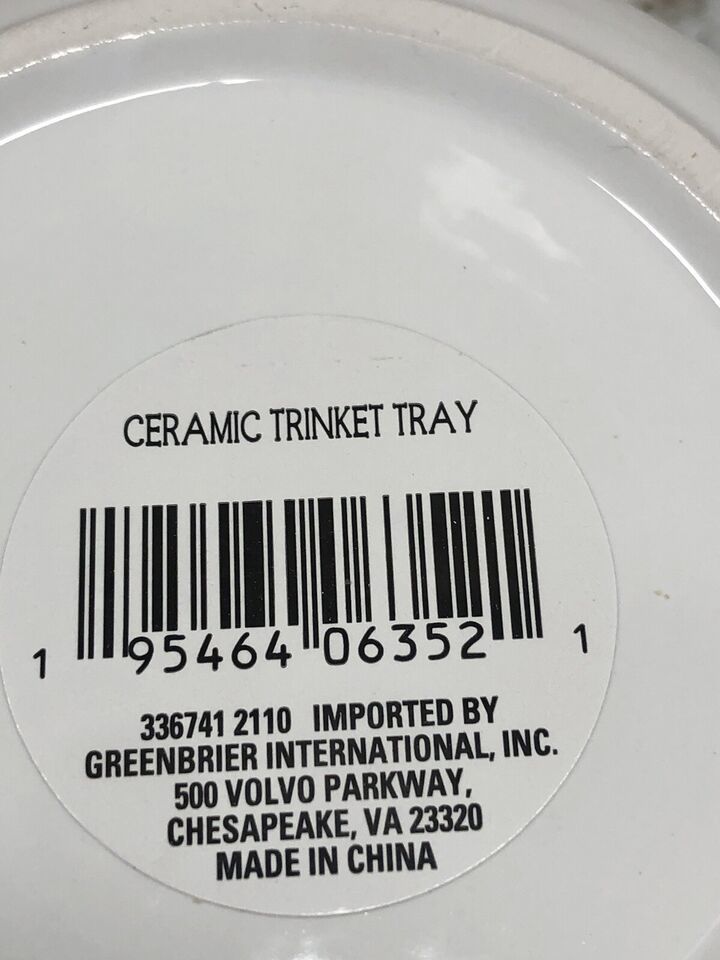 CERAMIC TRINKET TRAY
1 95464 06352 1
336741 2110 IMPORTED BY
GREENBRIER INTERNATIONAL, INC.
500 VOLVO PARKWAY,
CHESAPEAKE, VA 23320
MADE IN CHINA